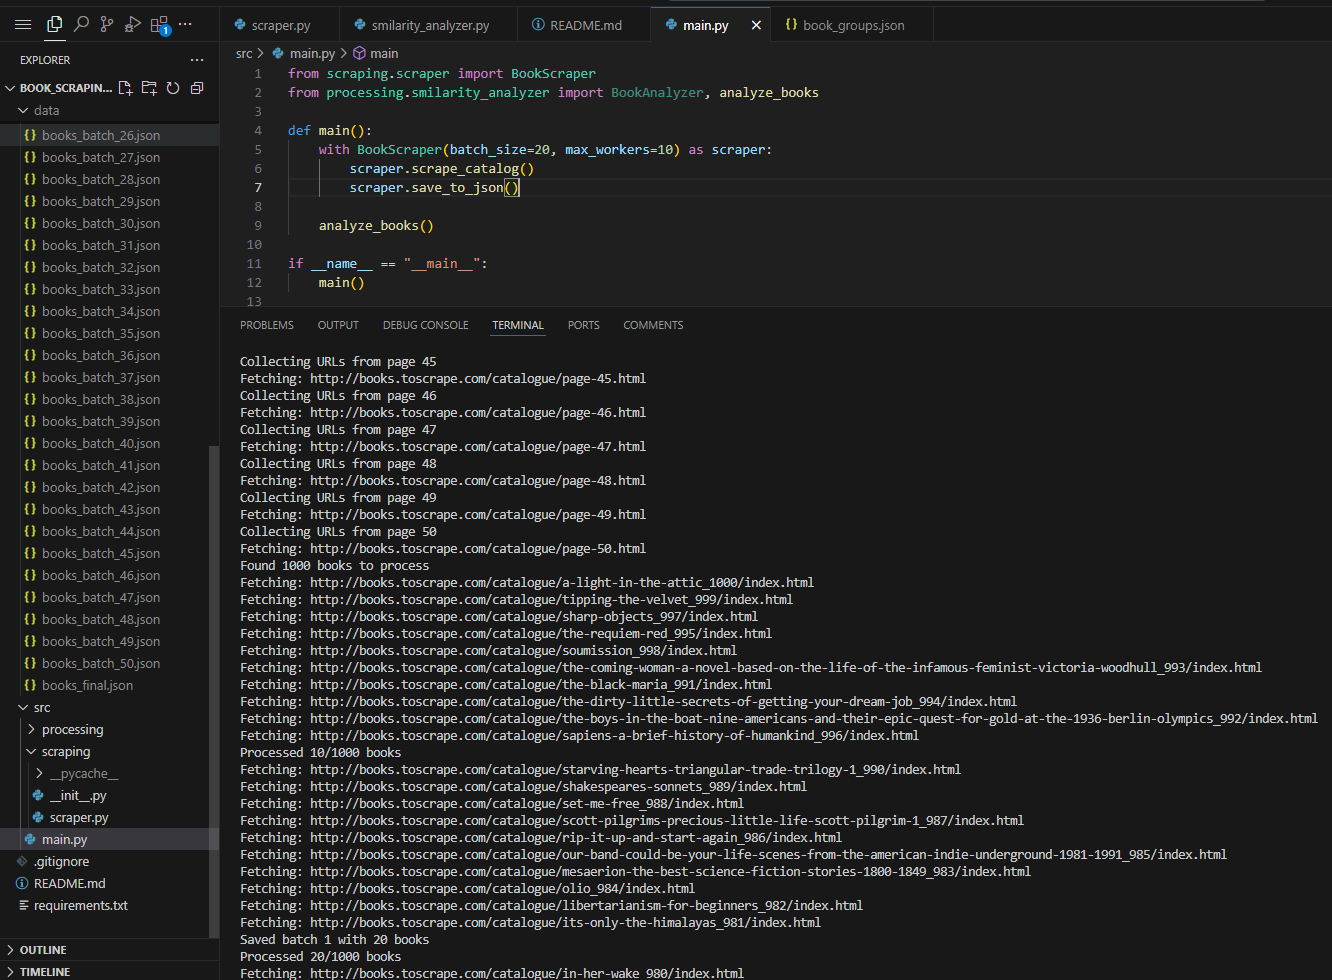 1
scraper.py
smilarity_analyzer.py
README.md
main.py
book_groups.json
EXPLORER
BOOK_SCRAPIN...
data
books_batch_26.json
books_batch_27.json
books_batch_28.json
books_batch_29.json
books_batch_30.json
books_batch_31.json
books_batch_32.json
books_batch_33.json
books_batch_34.json
books_batch_35.json
books_batch_36.json
books_batch_37.json
books_batch_38.json
books_batch_39.json
books_batch_40.json
books_batch_41.json
books_batch_42.json
books_batch_43.json
books_batch_44.json
books_batch_45.json
books_batch_46.json
books_batch_47.json
books_batch_48.json
books_batch_49.json
books_batch_50.json
books_final.json
src
processing
scraping
__pycache__
__init__.py
scraper.py
main.py
.gitignore
README.md
requirements.txt
OUTLINE
TIMELINE
src > main.py > main
1 from scraping.scraper import BookScraper
2 from processing.smilarity_analyzer import BookAnalyzer, analyze_books
3
4 def main():
5 with BookScraper(batch_size=20, max_workers=10) as scraper:
6 scraper.scrape_catalog()
7 scraper.save_to_json()
8
9 analyze_books()
10
11 if __name__ == "__main__":
12 main()
13
PROBLEMS OUTPUT DEBUG CONSOLE TERMINAL PORTS COMMENTS
Collecting URLs from page 45
Fetching: http://books.toscrape.com/catalogue/page-45.html
Collecting URLs from page 46
Fetching: http://books.toscrape.com/catalogue/page-46.html
Collecting URLs from page 47
Fetching: http://books.toscrape.com/catalogue/page-47.html
Collecting URLs from page 48
Fetching: http://books.toscrape.com/catalogue/page-48.html
Collecting URLs from page 49
Fetching: http://books.toscrape.com/catalogue/page-49.html
Collecting URLs from page 50
Fetching: http://books.toscrape.com/catalogue/page-50.html
Found 1000 books to process
Fetching: http://books.toscrape.com/catalogue/a-light-in-the-attic_1000/index.html
Fetching: http://books.toscrape.com/catalogue/tipping-the-velvet_999/index.html
Fetching: http://books.toscrape.com/catalogue/sharp-objects_997/index.html
Fetching: http://books.toscrape.com/catalogue/the-requiem-red_995/index.html
Fetching: http://books.toscrape.com/catalogue/soumission_998/index.html
Fetching: http://books.toscrape.com/catalogue/the-coming-woman-a-novel-based-on-the-life-of-the-infamous-feminist-victoria-woodhull_993/index.html
Fetching: http://books.toscrape.com/catalogue/the-black-maria_991/index.html
Fetching: http://books.toscrape.com/catalogue/the-dirty-little-secrets-of-getting-your-dream-job_994/index.html
Fetching: http://books.toscrape.com/catalogue/the-boys-in-the-boat-nine-americans-and-their-epic-quest-for-gold-at-the-1936-berlin-olympics_992/index.html
Fetching: http://books.toscrape.com/catalogue/sapiens-a-brief-history-of-humankind_996/index.html
Processed 10/1000 books
Fetching: http://books.toscrape.com/catalogue/starving-hearts-triangular-trade-trilogy-1_990/index.html
Fetching: http://books.toscrape.com/catalogue/shakespeares-sonnets_989/index.html
Fetching: http://books.toscrape.com/catalogue/set-me-free_988/index.html
Fetching: http://books.toscrape.com/catalogue/scott-pilgrims-precious-little-life-scott-pilgrim-1_987/index.html
Fetching: http://books.toscrape.com/catalogue/rip-it-up-and-start-again_986/index.html
Fetching: http://books.toscrape.com/catalogue/our-band-could-be-your-life-scenes-from-the-american-indie-underground-1981-1991_985/index.html
Fetching: http://books.toscrape.com/catalogue/mesaerion-the-best-science-fiction-stories-1800-1849_983/index.html
Fetching: http://books.toscrape.com/catalogue/olio_984/index.html
Fetching: http://books.toscrape.com/catalogue/libertarianism-for-beginners_982/index.html
Fetching: http://books.toscrape.com/catalogue/its-only-the-himalayas_981/index.html
Saved batch 1 with 20 books
Processed 20/1000 books
Fetching: http://books.toscrape.com/catalogue/in-her-wake_980/index.html